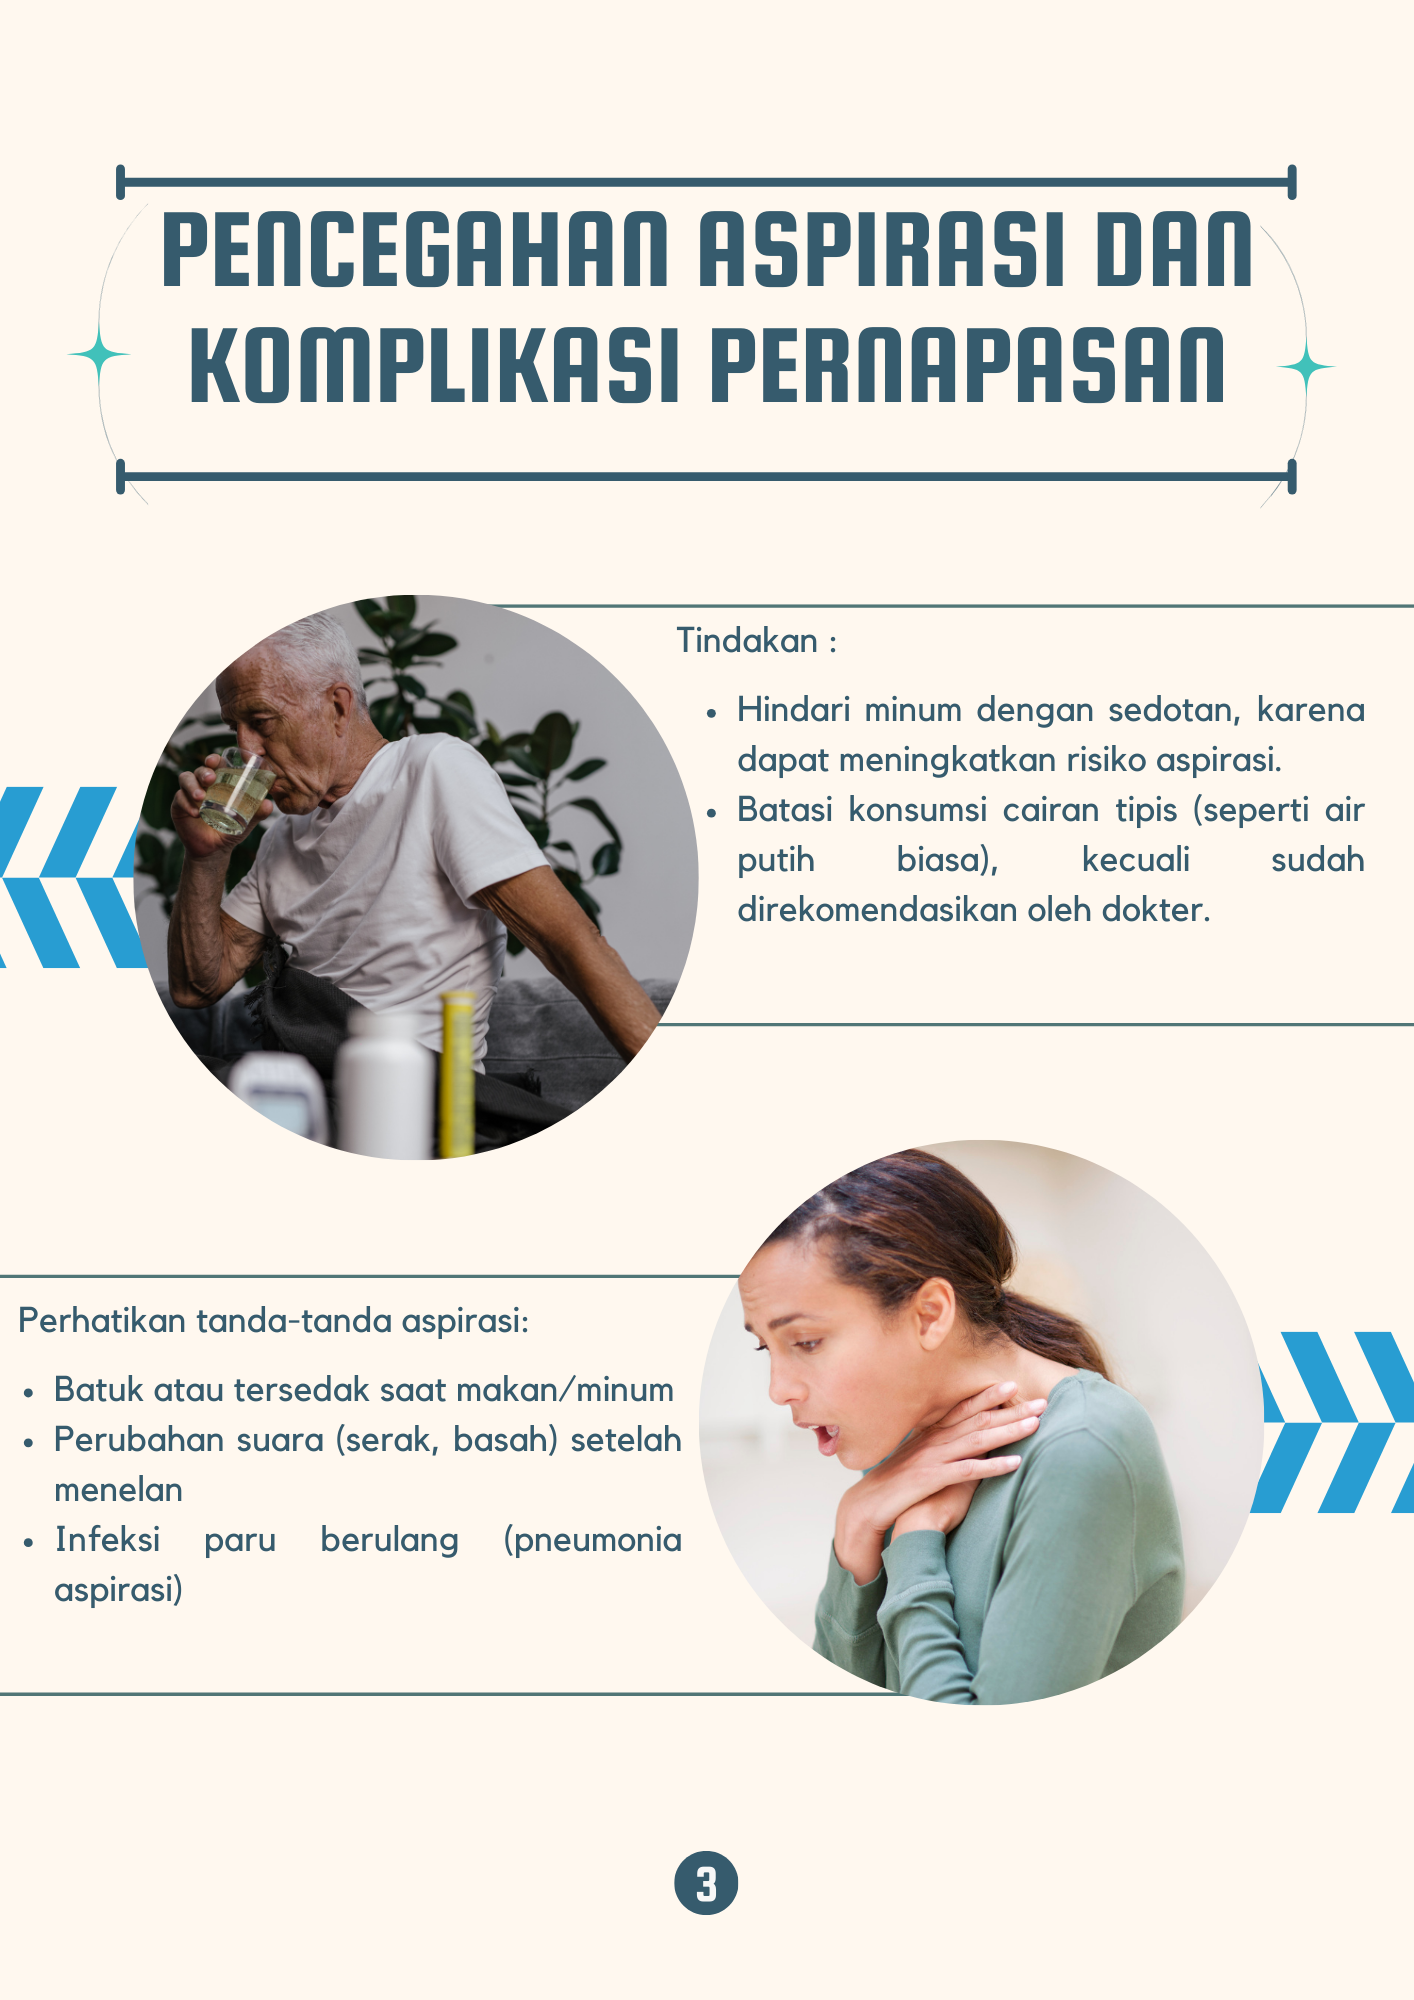 PENCEGAHAN ASPIRASI DAN
KOMPLIKASI PERNAPASAN
Tindakan :
• Hindari minum dengan sedotan, karena
dapat meningkatkan risiko aspirasi.
• Batasi konsumsi cairan tipis (seperti air
putih biasa), kecuali sudah
direkomendasikan oleh dokter.
Perhatikan tanda-tanda aspirasi:
• Batuk atau tersedak saat makan/minum
• Perubahan suara (serak, basah) setelah
menelan
• Infeksi paru berulang (pneumonia
aspirasi)
3